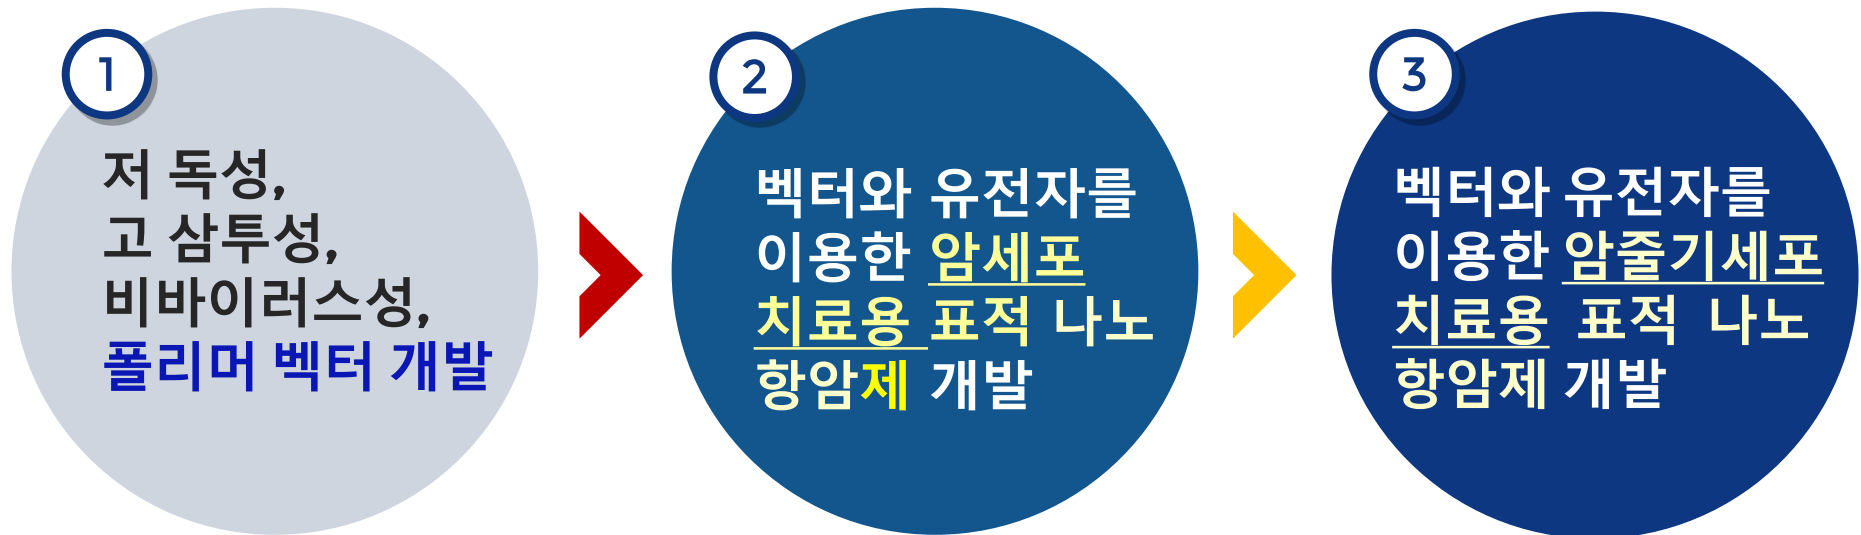 1
저 독성,
고 삼투성,
비바이러스성,
폴리머 벡터 개발
2
벡터와 유전자를
이용한 암세포
치료용 표적 나노
항암제 개발
3
벡터와 유전자를
이용한 암줄기세포
치료용 표적 나노
항암제 개발